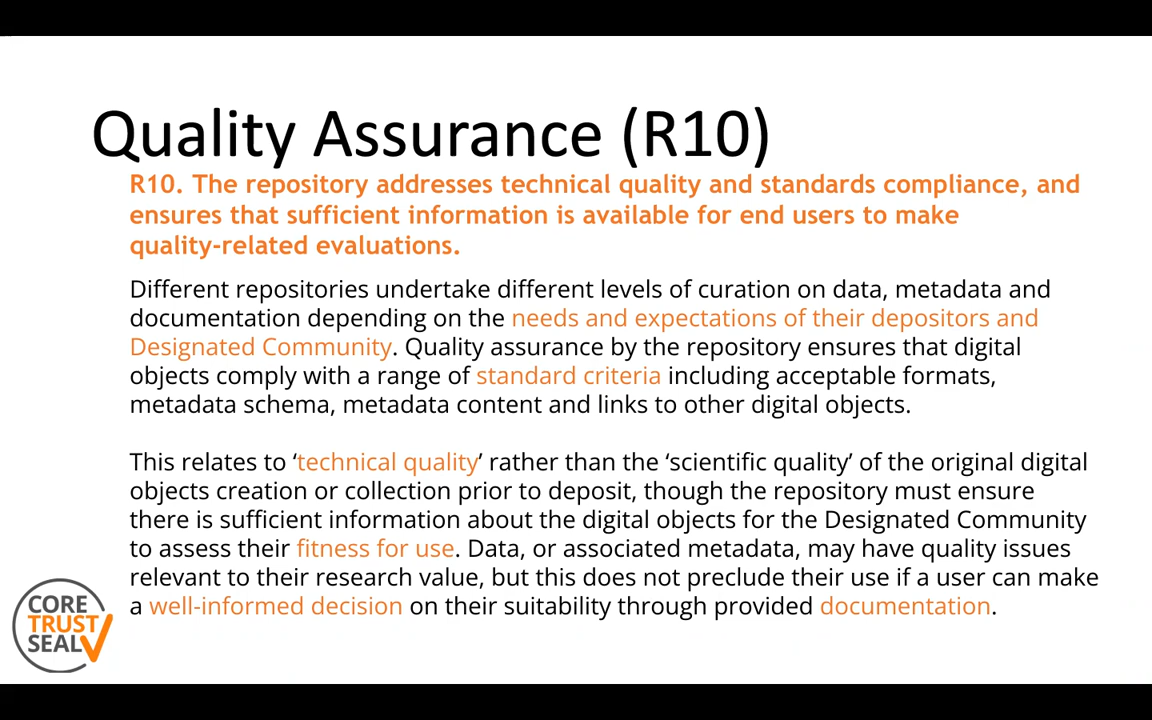 Quality Assurance (R10)
R10. The repository addresses technical quality and standards compliance, and
ensures that sufficient information is available for end users to make
quality-related evaluations.
Different repositories undertake different levels of curation on data, metadata and
documentation depending on the needs and expectations of their depositors and
Designated Community. Quality assurance by the repository ensures that digital
objects comply with a range of standard criteria including acceptable formats,
metadata schema, metadata content and links to other digital objects.
This relates to ‘technical quality’ rather than the ‘scientific quality’ of the original digital
objects creation or collection prior to deposit, though the repository must ensure
there is sufficient information about the digital objects for the Designated Community
to assess their fitness for use. Data, or associated metadata, may have quality issues
relevant to their research value, but this does not preclude their use if a user can make
a well-informed decision on their suitability through provided documentation.
CORE
TRUST
SEAL